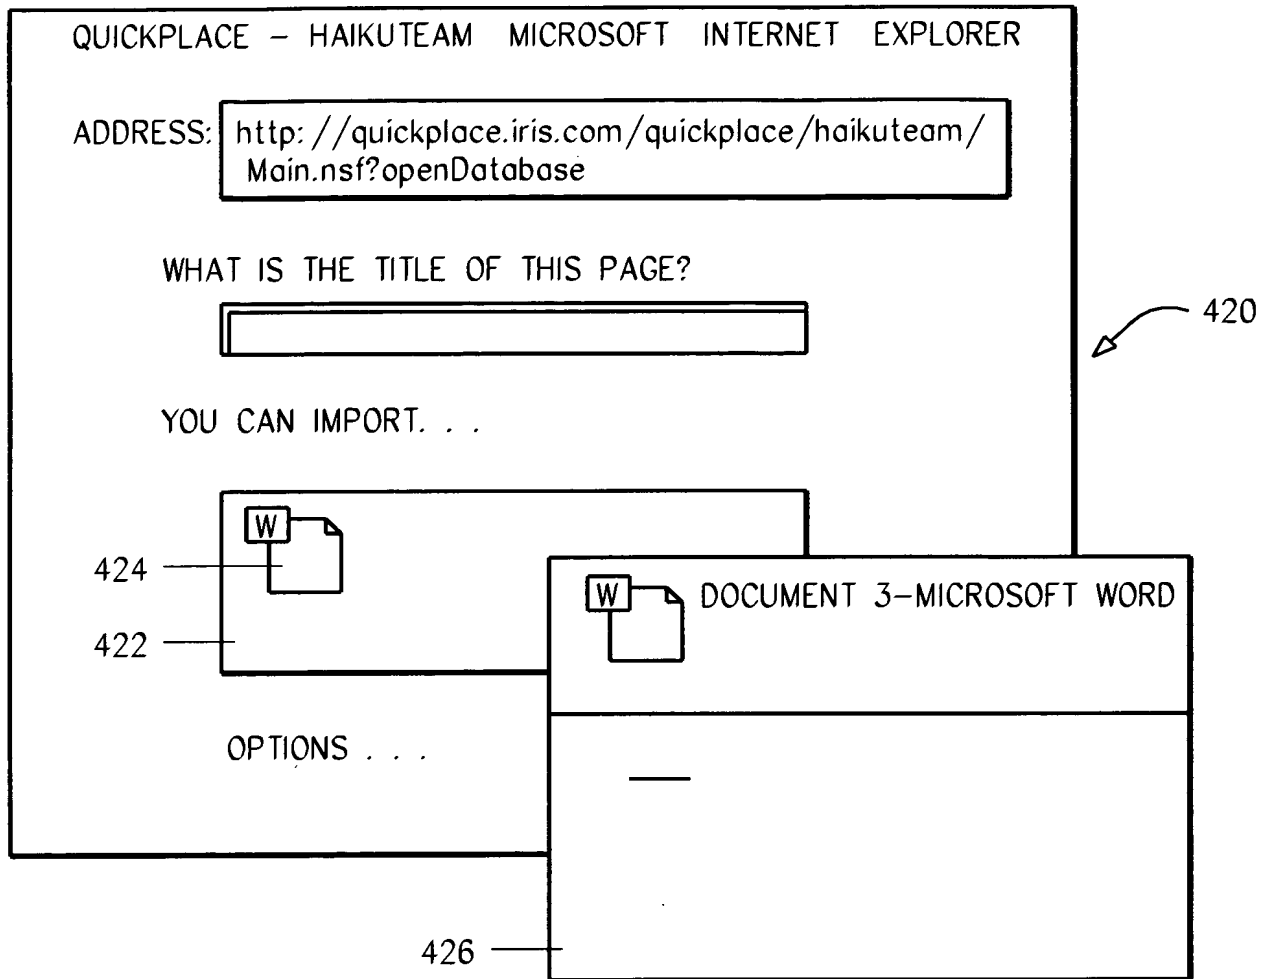 QUICKPLACE – HAIKUTEAM MICROSOFT INTERNET EXPLORER
ADDRESS: http://quickplace.iris.com/quickplace/haikuteam/
Main.nsf?openDatabase
WHAT IS THE TITLE OF THIS PAGE?
420
YOU CAN IMPORT. . .
W
424
W DOCUMENT 3–MICROSOFT WORD
422
OPTIONS . . .
426